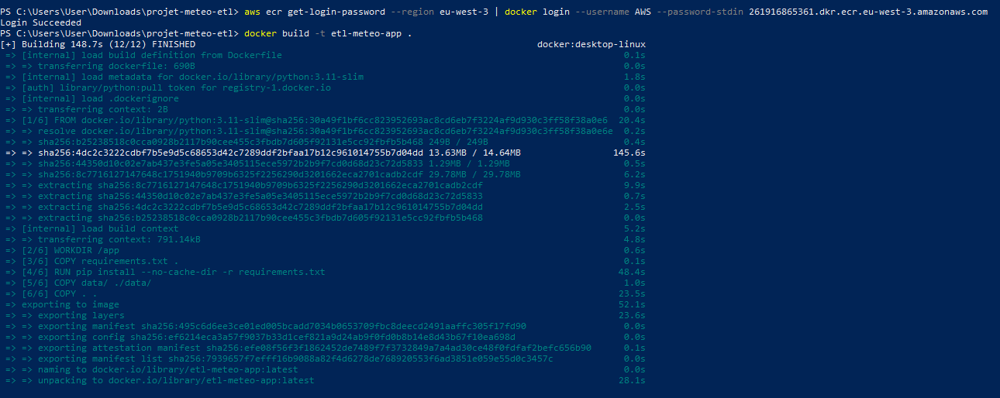 PS C:\Users\User\Downloads\projet-meteo-etl> aws ecr get-login-password --region eu-west-3 | docker login --username AWS --password-stdin 261916865361.dkr.ecr.eu-west-3.amazonaws.com
Login Succeeded
PS C:\Users\User\Downloads\projet-meteo-etl> docker build -t etl-meteo-app .
[+] Building 148.7s (12/12) FINISHED docker:desktop-linux
=> [internal] load build definition from Dockerfile 0.1s
=> => transferring dockerfile: 690B 0.0s
=> [internal] load metadata for docker.io/library/python:3.11-slim 1.8s
=> [auth] library/python:pull token for registry-1.docker.io 0.0s
=> [internal] load .dockerignore 0.0s
=> => transferring context: 2B 0.0s
=> [1/6] FROM docker.io/library/python:3.11-slim@sha256:30a49f1bf6cc823952693ac8cd6eb7f3224af9d930c3ff58f38a0e6 20.4s
=> => resolve docker.io/library/python:3.11-slim@sha256:30a49f1bf6cc823952693ac8cd6eb7f3224af9d930c3ff58f38a0e6e 0.2s
=> => sha256:b25238518c0cca0928b2117b90cee455c3fbdb7d605f92131e5cc92fbfb5b468 249B / 249B 0.4s
=> => sha256:4dc2c3222cdbf7b5e9d5c68653d42c7289ddf2bfaa17b12c961014755b7d04dd 13.63MB / 14.64MB 145.6s
=> => sha256:44350d10c02e7ab437e3fe5a05e3405115ece5972b2b9f7cd0d68d23c72d5833 1.29MB / 1.29MB 0.5s
=> => sha256:8c7716127147648c1751940b9709b6325f2256290d3201662eca2701cadb2cdf 29.78MB / 29.78MB 6.2s
=> => extracting sha256:8c7716127147648c1751940b9709b6325f2256290d3201662eca2701cadb2cdf 9.9s
=> => extracting sha256:44350d10c02e7ab437e3fe5a05e3405115ece5972b2b9f7cd0d68d23c72d5833 0.7s
=> => extracting sha256:4dc2c3222cdbf7b5e9d5c68653d42c7289ddf2bfaa17b12c961014755b7d04dd 2.5s
=> => extracting sha256:b25238518c0cca0928b2117b90cee455c3fbdb7d605f92131e5cc92fbfb5b468 0.0s
=> [internal] load build context 5.2s
=> => transferring context: 791.14kB 4.8s
=> [2/6] WORKDIR /app 0.6s
=> [3/6] COPY requirements.txt . 0.1s
=> [4/6] RUN pip install --no-cache-dir -r requirements.txt 48.4s
=> [5/6] COPY data/ ./data/ 1.0s
=> [6/6] COPY . . 23.5s
=> exporting to image 52.1s
=> => exporting layers 23.6s
=> => exporting manifest sha256:495c6d6ee3ce01ed005bcadd7034b0653709fbc8deecd2491aaffc305f17fd90 0.0s
=> => exporting config sha256:ef6214eca3a57f9037b33d1cef821a9d24ab9f0fd0b8b14e8d43b67f10ea698d 0.0s
=> => exporting attestation manifest sha256:efe08f56f3f1862452de7489f7f3732849a7a4ad30ce48f0fdfaf2befc656b90 0.1s
=> => exporting manifest list sha256:7939657f7efff16b9088a82f4d6278de768920553f6ad3851e059e55d0c3457c 0.0s
=> => naming to docker.io/library/etl-meteo-app:latest 0.0s
=> => unpacking to docker.io/library/etl-meteo-app:latest 28.1s